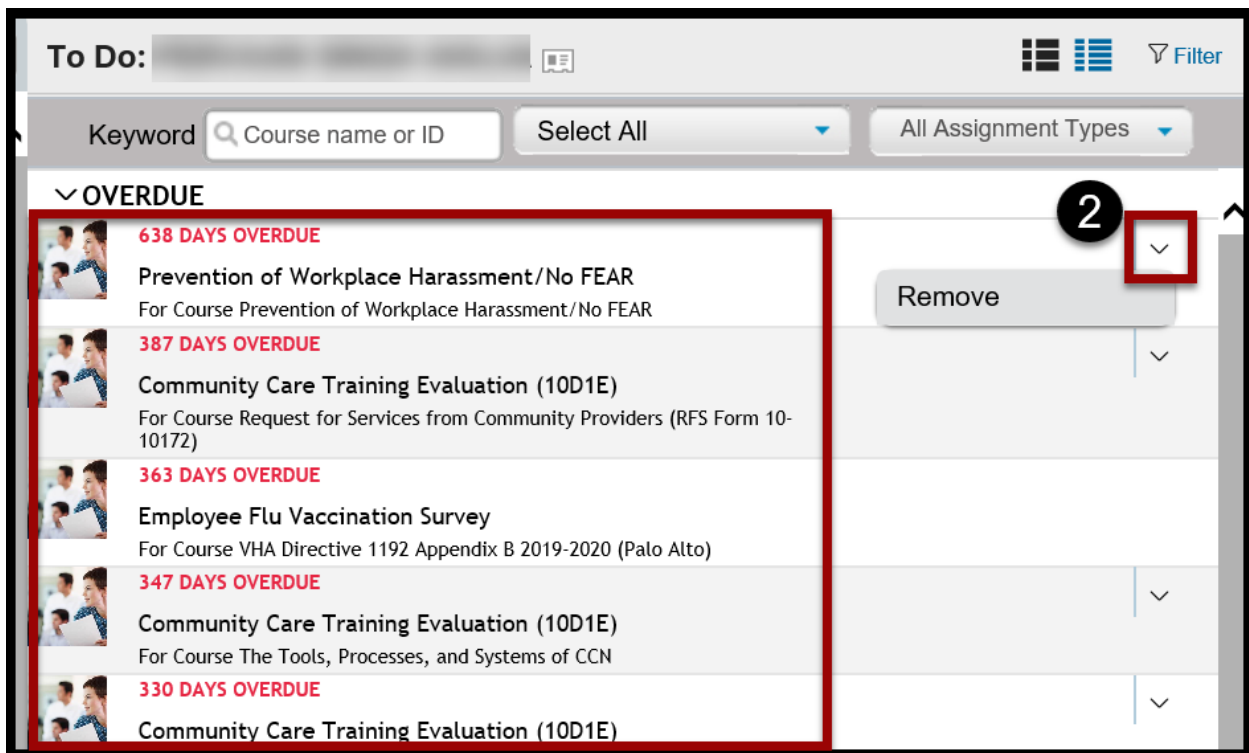 To Do:
Filter
Keyword Course name or ID Select All All Assignment Types
OVERDUE
2
638 DAYS OVERDUE
Prevention of Workplace Harassment/No FEAR
Remove
For Course Prevention of Workplace Harassment/No FEAR
387 DAYS OVERDUE
Community Care Training Evaluation (10D1E)
For Course Request for Services from Community Providers (RFS Form 10-
10172)
363 DAYS OVERDUE
Employee Flu Vaccination Survey
For Course VHA Directive 1192 Appendix B 2019-2020 (Palo Alto)
347 DAYS OVERDUE
Community Care Training Evaluation (10D1E)
For Course The Tools, Processes, and Systems of CCN
330 DAYS OVERDUE
Community Care Training Evaluation (10D1E)